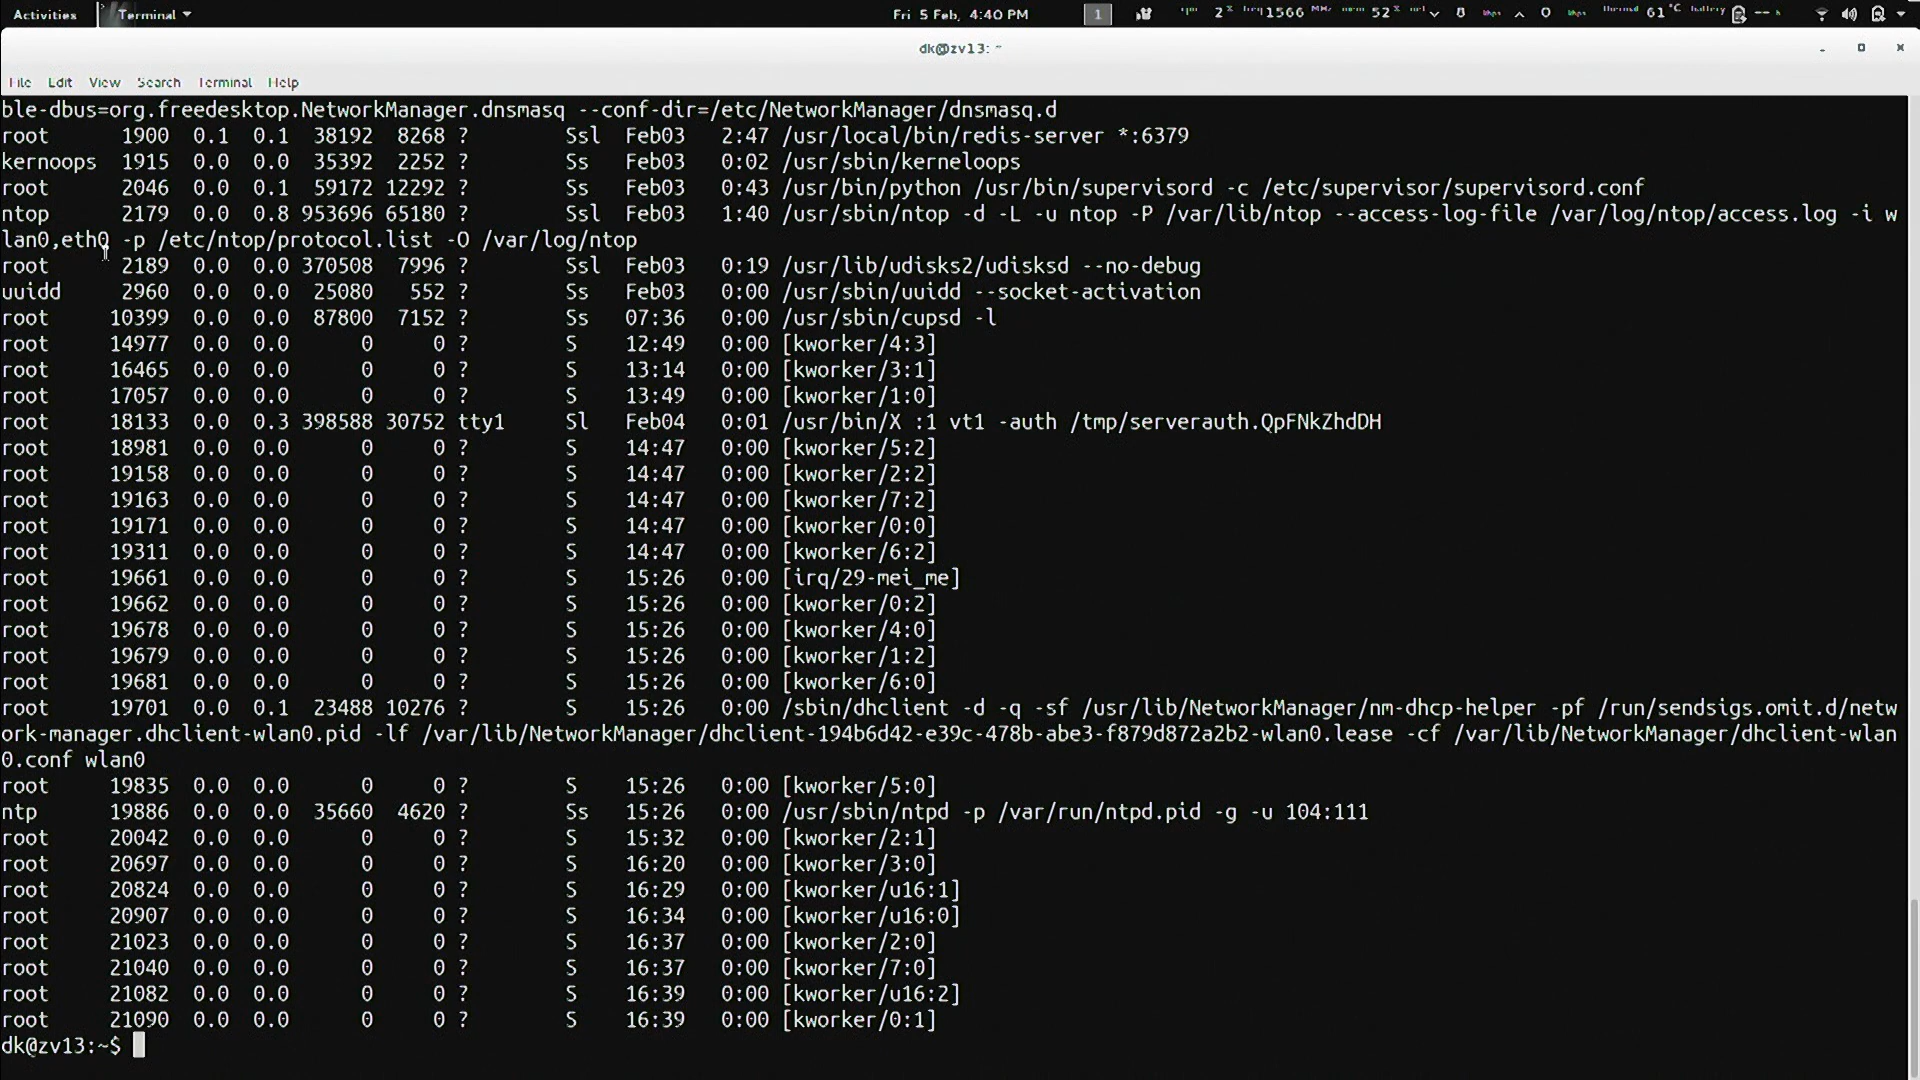 Activities Terminal Fri 5 Feb, 4:40 PM 1 cpu 2 % freq 1566 MHz mem 52 % net 0 kbps 0 kbps thermal 61 °C battery --
dk@zv13: ~
File Edit View Search Terminal Help
ble-dbus=org.freedesktop.NetworkManager.dnsmasq --conf-dir=/etc/NetworkManager/dnsmasq.d
root 1900 0.1 0.1 38192 8268 ? Ssl Feb03 2:47 /usr/local/bin/redis-server *:6379
kernoops 1915 0.0 0.0 35392 2252 ? Ss Feb03 0:02 /usr/sbin/kerneloops
root 2046 0.0 0.1 59172 12292 ? Ss Feb03 0:43 /usr/bin/python /usr/bin/supervisord -c /etc/supervisor/supervisord.conf
ntop 2179 0.0 0.8 953696 65180 ? Ssl Feb03 1:40 /usr/sbin/ntop -d -L -u ntop -P /var/lib/ntop --access-log-file /var/log/ntop/access.log -i w
lan0,eth0 -p /etc/ntop/protocol.list -O /var/log/ntop
root 2189 0.0 0.0 370508 7996 ? Ssl Feb03 0:19 /usr/lib/udisks2/udisksd --no-debug
uuidd 2960 0.0 0.0 25080 552 ? Ss Feb03 0:00 /usr/sbin/uuidd --socket-activation
root 10399 0.0 0.0 87800 7152 ? Ss 07:36 0:00 /usr/sbin/cupsd -l
root 14977 0.0 0.0 0 0 ? S 12:49 0:00 [kworker/4:3]
root 16465 0.0 0.0 0 0 ? S 13:14 0:00 [kworker/3:1]
root 17057 0.0 0.0 0 0 ? S 13:49 0:00 [kworker/1:0]
root 18133 0.0 0.3 398588 30752 tty1 Sl Feb04 0:01 /usr/bin/X :1 vt1 -auth /tmp/serverauth.QpFNkZhdDH
root 18981 0.0 0.0 0 0 ? S 14:47 0:00 [kworker/5:2]
root 19158 0.0 0.0 0 0 ? S 14:47 0:00 [kworker/2:2]
root 19163 0.0 0.0 0 0 ? S 14:47 0:00 [kworker/7:2]
root 19171 0.0 0.0 0 0 ? S 14:47 0:00 [kworker/0:0]
root 19311 0.0 0.0 0 0 ? S 14:47 0:00 [kworker/6:2]
root 19661 0.0 0.0 0 0 ? S 15:26 0:00 [irq/29-mei_me]
root 19662 0.0 0.0 0 0 ? S 15:26 0:00 [kworker/0:2]
root 19678 0.0 0.0 0 0 ? S 15:26 0:00 [kworker/4:0]
root 19679 0.0 0.0 0 0 ? S 15:26 0:00 [kworker/1:2]
root 19681 0.0 0.0 0 0 ? S 15:26 0:00 [kworker/6:0]
root 19701 0.0 0.1 23488 10276 ? S 15:26 0:00 /sbin/dhclient -d -q -sf /usr/lib/NetworkManager/nm-dhcp-helper -pf /run/sendsigs.omit.d/netw
ork-manager.dhclient-wlan0.pid -lf /var/lib/NetworkManager/dhclient-194b6d42-e39c-478b-abe3-f879d872a2b2-wlan0.lease -cf /var/lib/NetworkManager/dhclient-wlan
0.conf wlan0
root 19835 0.0 0.0 0 0 ? S 15:26 0:00 [kworker/5:0]
ntp 19886 0.0 0.0 35660 4620 ? Ss 15:26 0:00 /usr/sbin/ntpd -p /var/run/ntpd.pid -g -u 104:111
root 20042 0.0 0.0 0 0 ? S 15:32 0:00 [kworker/2:1]
root 20697 0.0 0.0 0 0 ? S 16:20 0:00 [kworker/3:0]
root 20824 0.0 0.0 0 0 ? S 16:29 0:00 [kworker/u16:1]
root 20907 0.0 0.0 0 0 ? S 16:34 0:00 [kworker/u16:0]
root 21023 0.0 0.0 0 0 ? S 16:37 0:00 [kworker/2:0]
root 21040 0.0 0.0 0 0 ? S 16:37 0:00 [kworker/7:0]
root 21082 0.0 0.0 0 0 ? S 16:39 0:00 [kworker/u16:2]
root 21090 0.0 0.0 0 0 ? S 16:39 0:00 [kworker/0:1]
dk@zv13:~$